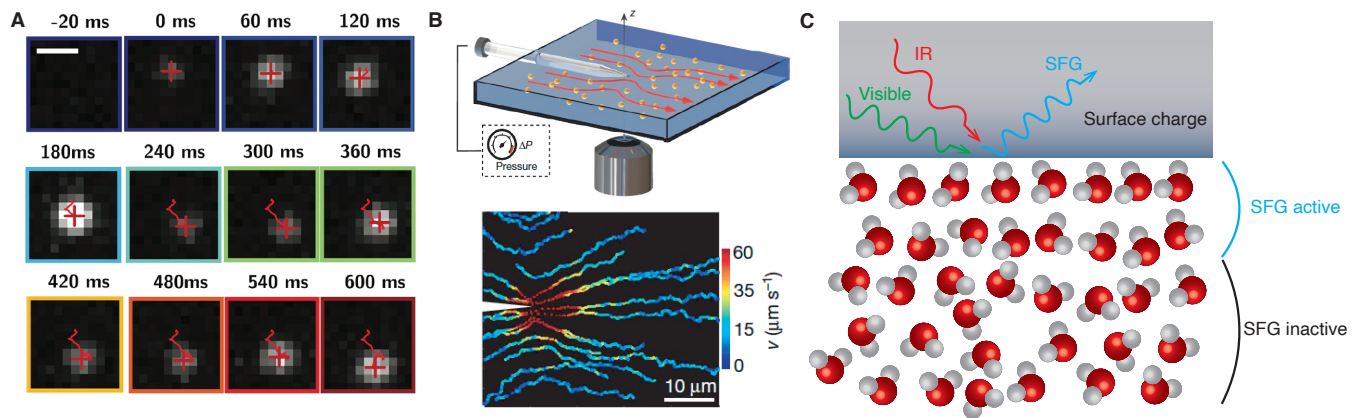 A
-20 ms
0 ms
60 ms
120 ms
180ms
240 ms
300 ms
360 ms
420 ms
480ms
540 ms
600 ms
B
z
ΔP
Pressure
60
35
15
0
v (μm s⁻¹)
10 μm
C
IR
SFG
Visible
Surface charge
SFG active
SFG inactive